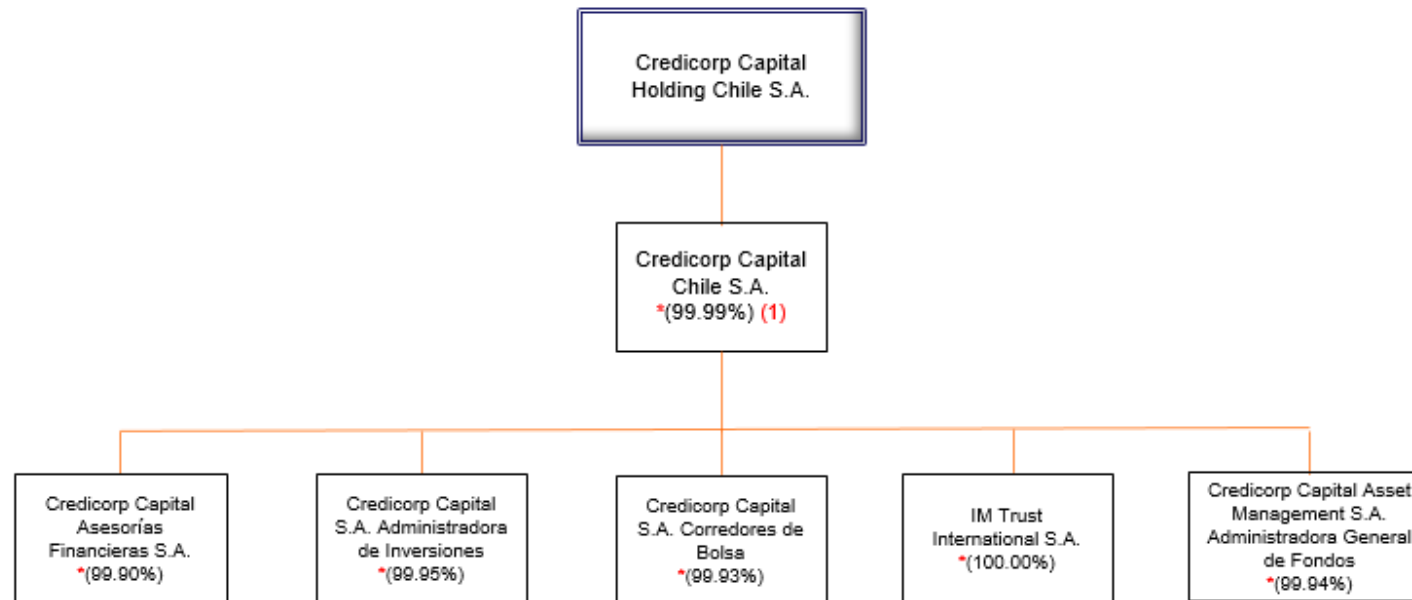 Credicorp Capital
Holding Chile S.A.
Credicorp Capital
Chile S.A.
*(99.99%) (1)
Credicorp Capital
Asesorías
Financieras S.A.
*(99.90%)
Credicorp Capital
S.A. Administradora
de Inversiones
*(99.95%)
Credicorp Capital
S.A. Corredores de
Bolsa
*(99.93%)
IM Trust
International S.A.
*(100.00%)
Credicorp Capital Asset
Management S.A.
Administradora General
de Fondos
*(99.94%)